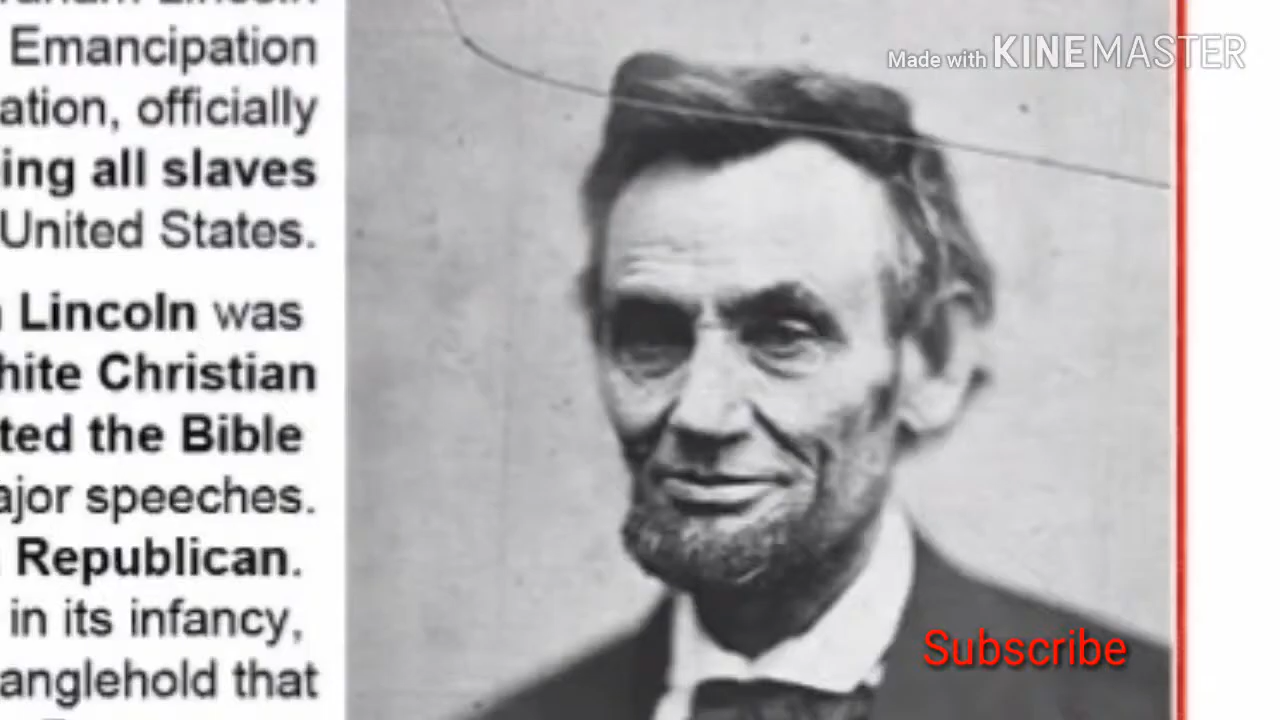 Emancipation
ation, officially
ing all slaves
United States.
Lincoln was
hite Christian
ted the Bible
ajor speeches.
Republican.
in its infancy,
anglehold that
Made with KINEMASTER
Subscribe